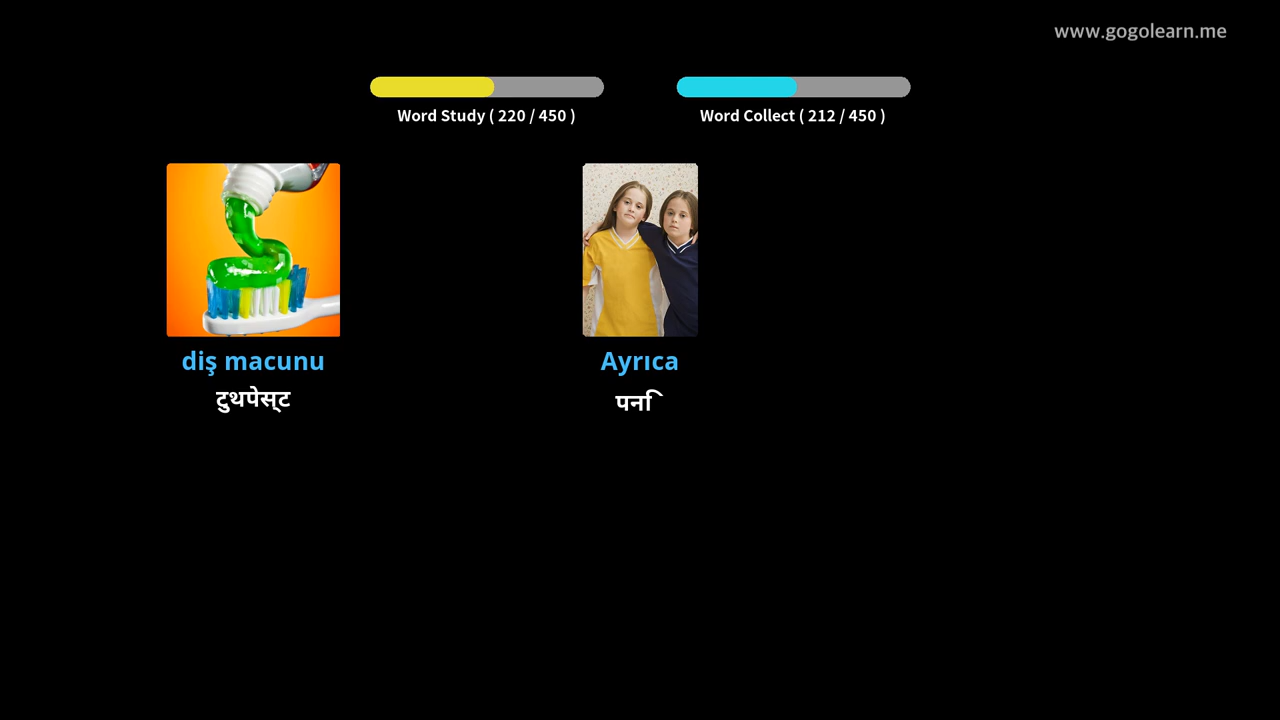 www.gogolearn.me
Word Study ( 220 / 450 )
Word Collect ( 212 / 450 )
diş macunu
टुथपेस्ट
Ayrıca
पनि